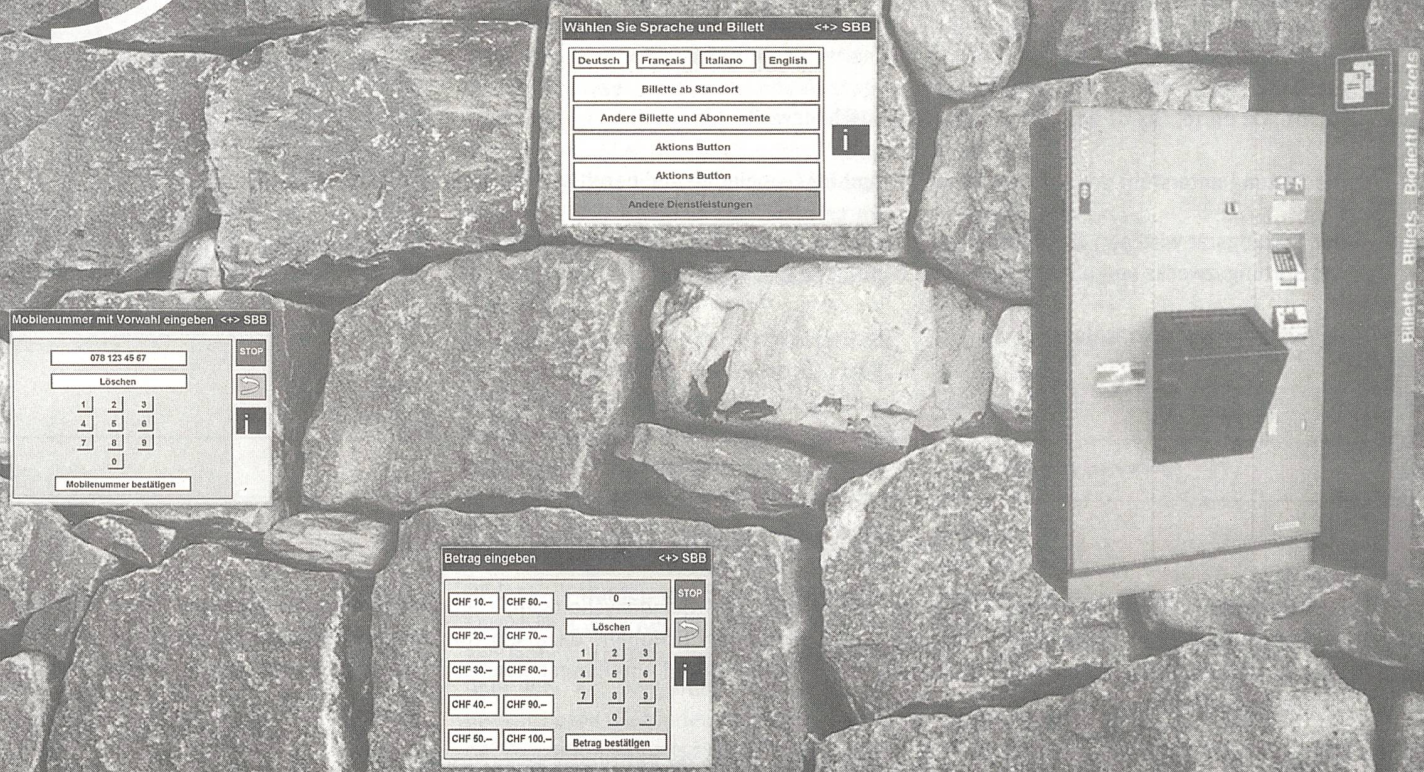 Wählen Sie Sprache und Billett <+> SBB
Deutsch Français Italiano English
Billette ab Standort
Andere Billette und Abonnemente
i
Aktions Button
Aktions Button
Andere Dienstleistungen
Billette Billets Biglietti Tickets
Mobilenummer mit Vorwahl eingeben <+> SBB
078 123 45 67
STOP
Löschen
1 2 3
4 5 6
i
7 8 9
0
Mobilenummer bestätigen
Betrag eingeben <+> SBB
CHF 10.– CHF 60.– 0 STOP
CHF 20.– CHF 70.– Löschen
1 2 3
CHF 30.– CHF 80.– 4 5 6 i
7 8 9
CHF 40.– CHF 90.–
0 .
CHF 50.– CHF 100.– Betrag bestätigen